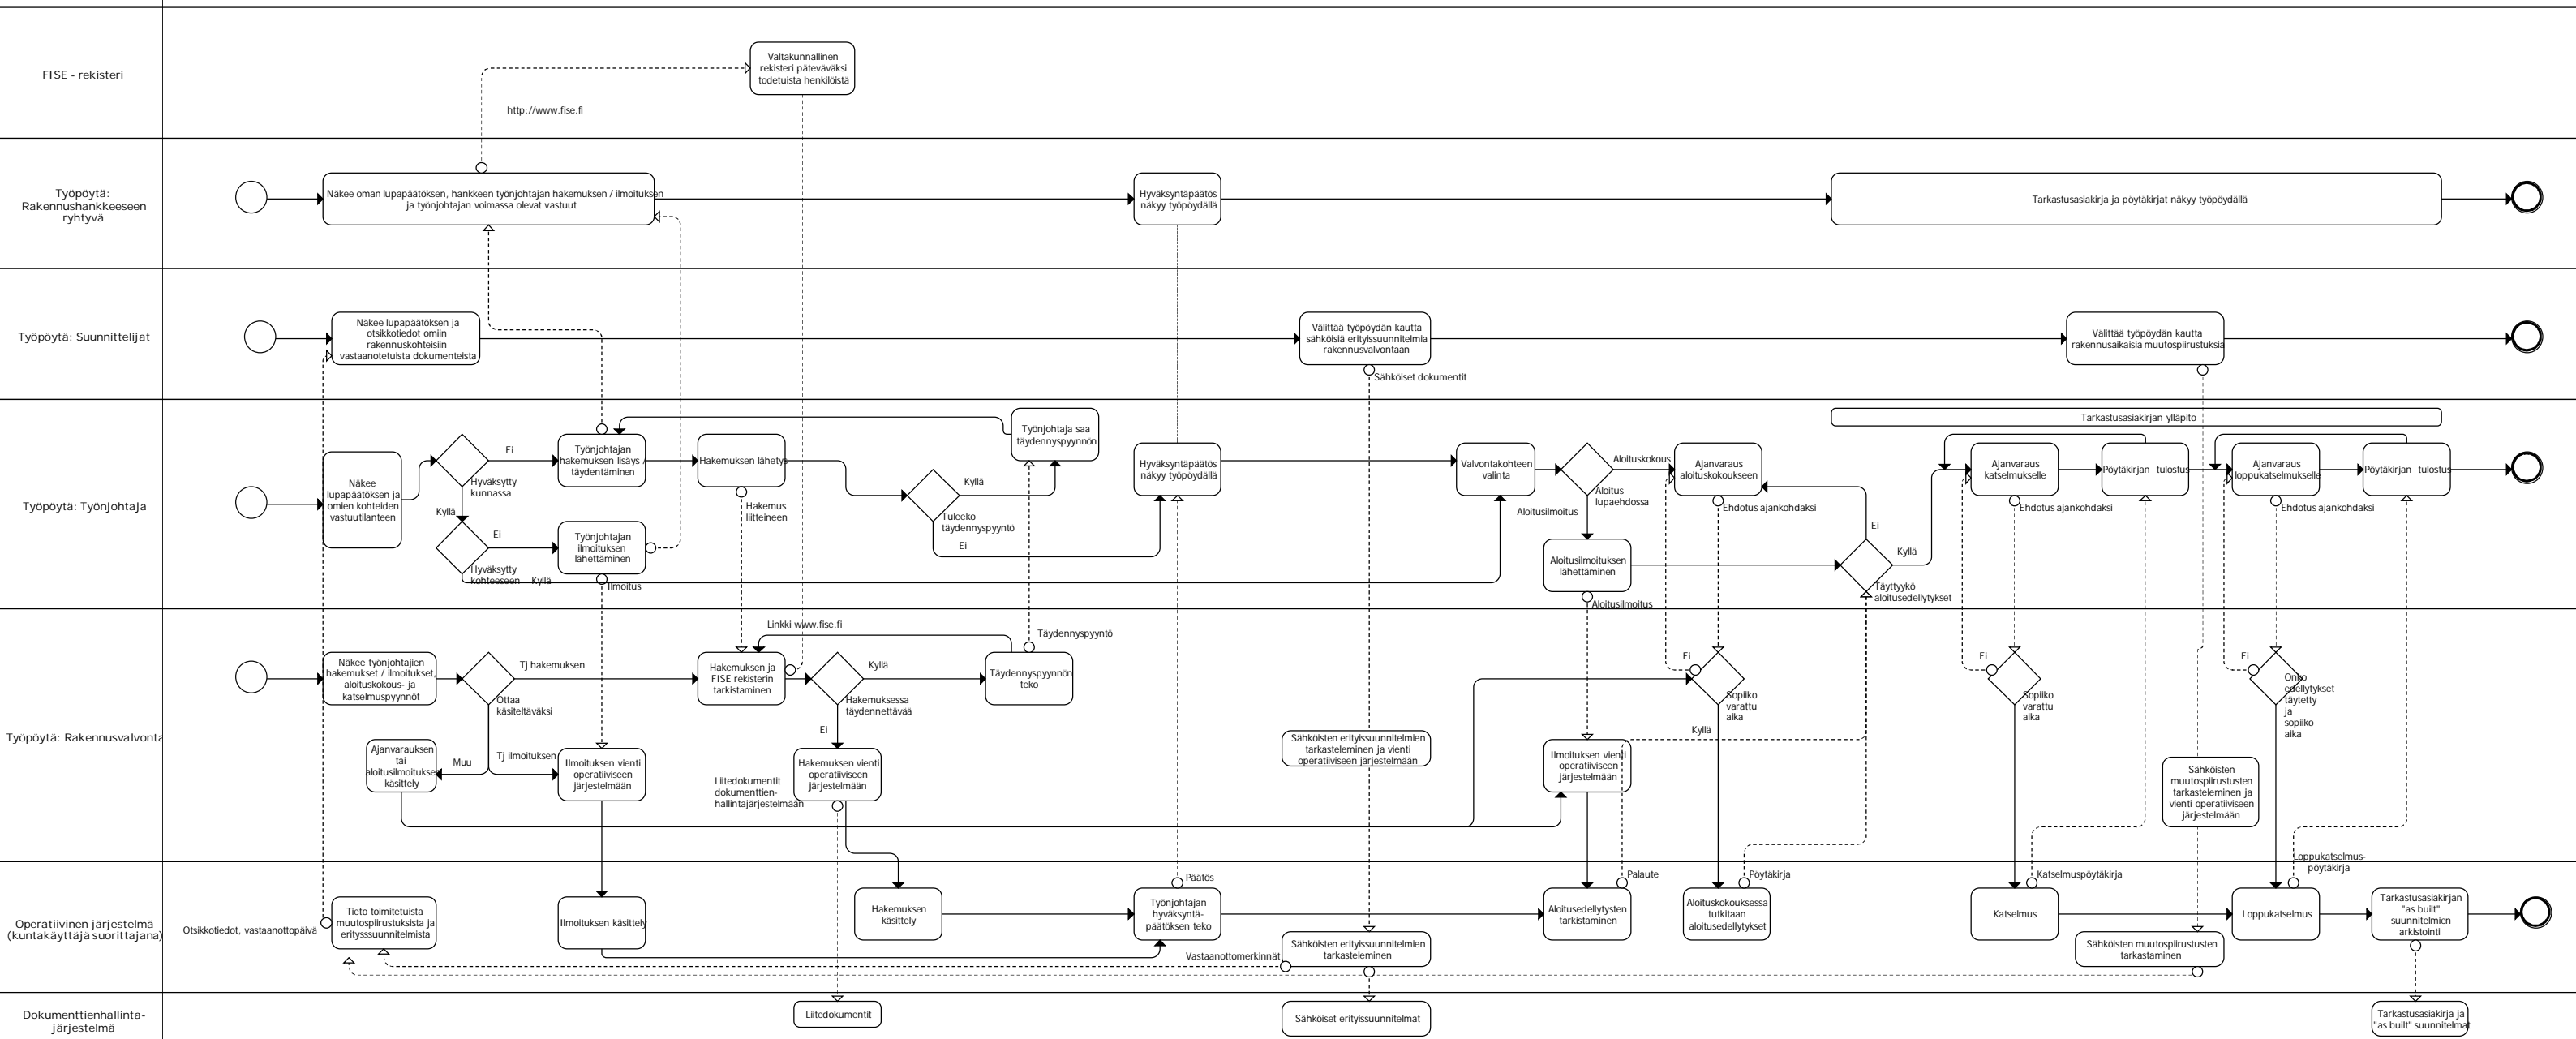 FISE - rekisteri
Valtakunnallinen
rekisteri päteväväksi
todetuista henkilöistä
http://www.fise.fi
Työpöytä:
Rakennushankkeeseen
ryhtyvä
Näkee oman lupapäätöksen, hankkeen työnjohtajan hakemuksen / ilmoituksen
ja työnjohtajan voimassa olevat vastuut
Hyväksyntäpäätös
näkyy työpöydällä
Tarkastusasiakirja ja pöytäkirjat näkyy työpöydällä
Työpöytä: Suunnittelijat
Näkee lupapäätöksen ja
otsikkotiedot omiin
rakennuskohteisiin
vastaanotetuista dokumenteista
Välittää työpöydän kautta
sähköisiä erityissuunnitelmia
rakennusvalvontaan
Sähköiset dokumentit
Välittää työpöydän kautta
rakennusaikaisia muutospiirustuksia
Työpöytä: Työnjohtaja
Näkee
lupapäätöksen ja
omien kohteiden
vastuutilanteen
Ei
Hyväksytty
kunnassa
Kyllä
Ei
Hyväksytty
kohteeseen
Kyllä
Työnjohtajan
hakemuksen lisäys /
täydentäminen
Työnjohtajan
ilmoituksen
lähettäminen
Ilmoitus
Hakemuksen lähetys
Hakemus
liitteineen
Kyllä
Tuleeko
täydennyspyyntö
Ei
Työnjohtaja saa
täydennyspyynnön
Hyväksyntäpäätös
näkyy työpöydällä
Valvontakohteen
valinta
Aloituskokous
Aloitus
lupaehdossa
Aloitusilmoitus
Aloitusilmoituksen
lähettäminen
Aloitusilmoitus
Ajanvaraus
aloituskokoukseen
Ehdotus ajankohdaksi
Ei
Kyllä
Täyttyykö
aloitusedellytykset
Tarkastusasiakirjan ylläpito
Ajanvaraus
katselmukselle
Ehdotus ajankohdaksi
Pöytäkirjan tulostus
Ajanvaraus
loppukatselmukselle
Ehdotus ajankohdaksi
Pöytäkirjan tulostus
Työpöytä: Rakennusvalvonta
Näkee työnjohtajien
hakemukset / ilmoitukset,
aloituskokous- ja
katselmuspyynnöt
Tj hakemuksen
Ottaa
käsiteltäväksi
Muu
Tj ilmoituksen
Ajanvarauksen
tai
aloitusilmoituksen
käsittely
Ilmoituksen vienti
operatiiviseen
järjestelmään
Linkki www.fise.fi
Hakemuksen ja
FISE rekisterin
tarkistaminen
Kyllä
Hakemuksessa
täydennettävää
Ei
Täydennyspyyntö
Täydennyspyynnön
teko
Hakemuksen vienti
operatiiviseen
järjestelmään
Liitedokumentit
dokumenttien-
hallintajärjestelmään
Sähköisten erityissuunnitelmien
tarkasteleminen ja vienti
operatiiviseen järjestelmään
Ilmoituksen vienti
operatiiviseen
järjestelmään
Ei
Sopiiko
varattu
aika
Kyllä
Ei
Sopiiko
varattu
aika
Ei
Onko
edellytykset
täytetty
ja
sopiiko
aika
Sähköisten
muutospiirustusten
tarkasteleminen ja
vienti operatiiviseen
järjestelmään
Operatiivinen järjestelmä
(kuntakäyttäjä suorittajana)
Otsikkotiedot, vastaanottopäivä
Tieto toimitetuista
muutospiirustuksista ja
eritysssuunnitelmista
Ilmoituksen käsittely
Hakemuksen
käsittely
Päätös
Työnjohtajan
hyväksyntä-
päätöksen teko
Vastaanottomerkinnät
Sähköisten erityissuunnitelmien
tarkasteleminen
Palaute
Aloitusedellytysten
tarkistaminen
Pöytäkirja
Aloituskokouksessa
tutkitaan
aloitusedellytykset
Katselmuspöytäkirja
Katselmus
Sähköisten muutospiirustusten
tarkastaminen
Loppukatselmus-
pöytäkirja
Loppukatselmus
Tarkastusasiakirjan
"as built"
suunnitelmien
arkistointi
Dokumenttienhallinta-
järjestelmä
Liitedokumentit
Sähköiset erityissuunnitelmat
Tarkastusasiakirja ja
"as built" suunnitelmat